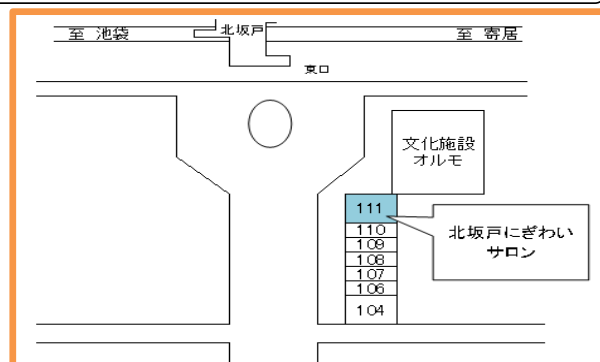 至 池袋
北坂戸
至 寄居
東口
文化施設
オルモ
111
110
109
108
107
106
104
北坂戸にぎわい
サロン